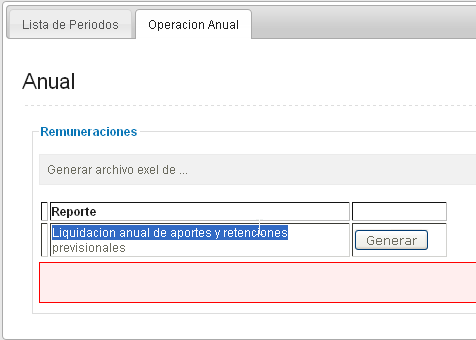 Lista de Periodos
Operacion Anual
Anual
Remuneraciones
Generar archivo exel de ...
Reporte
Liquidacion anual de aportes y retenciones
previsionales
Generar